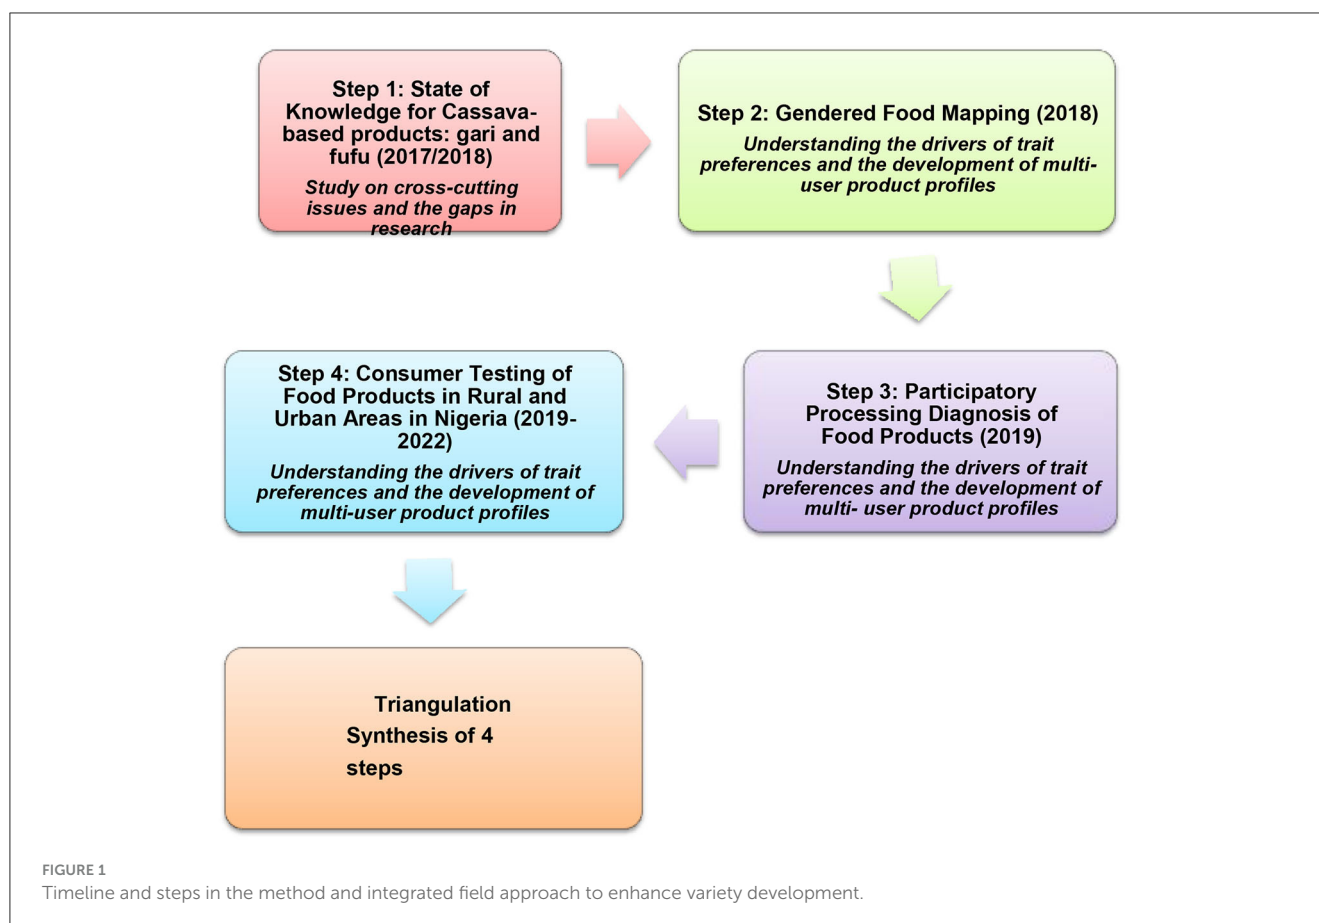 Step 1: State of
Knowledge for Cassava-
based products: gari and
fufu (2017/2018)
Study on cross-cutting
issues and the gaps in
research
Step 2: Gendered Food Mapping (2018)
Understanding the drivers of trait
preferences and the development of multi-
user product profiles
Step 3: Participatory
Processing Diagnosis of
Food Products (2019)
Understanding the drivers of trait
preferences and the development of
multi- user product profiles
Step 4: Consumer Testing of
Food Products in Rural and
Urban Areas in Nigeria (2019-
2022)
Understanding the drivers of trait
preferences and the development of
multi-user product profiles
Triangulation
Synthesis of 4
steps
FIGURE 1
Timeline and steps in the method and integrated field approach to enhance variety development.